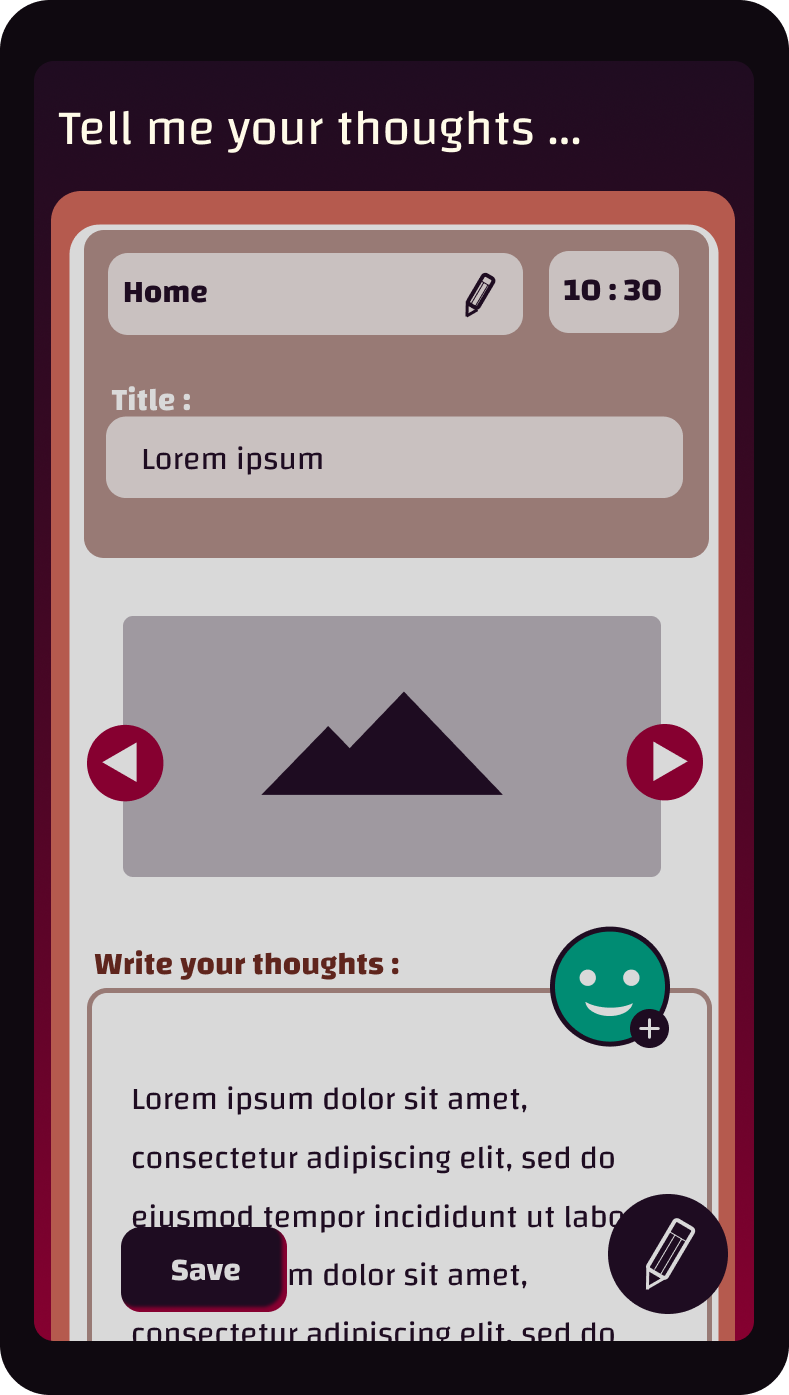 Tell me your thoughts ...
Home
10 : 30
Title :
Lorem ipsum
Write your thoughts :
Lorem ipsum dolor sit amet,
consectetur adipiscing elit, sed do
eiusmod tempor incididunt ut labo
Save
m dolor sit amet,
consectetur adipiscing elit, sed do